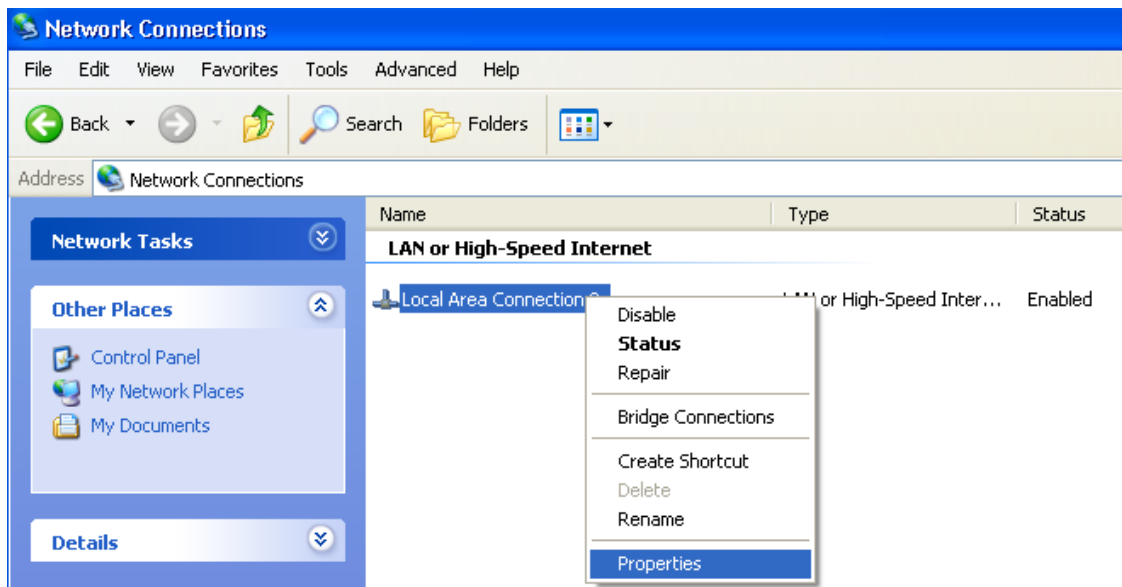 Network Connections
File Edit View Favorites Tools Advanced Help
Back Search Folders
Address Network Connections
Name Type Status
Network Tasks
LAN or High-Speed Internet
Other Places
Local Area Connection or High-Speed Inter... Enabled
Control Panel
My Network Places
My Documents
Details
Disable
Status
Repair
Bridge Connections
Create Shortcut
Delete
Rename
Properties